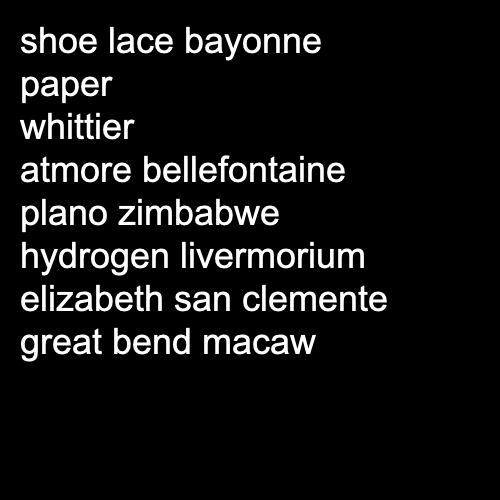 shoe lace bayonne
paper
whittier
atmore bellefontaine
plano zimbabwe
hydrogen livermorium
elizabeth san clemente
great bend macaw